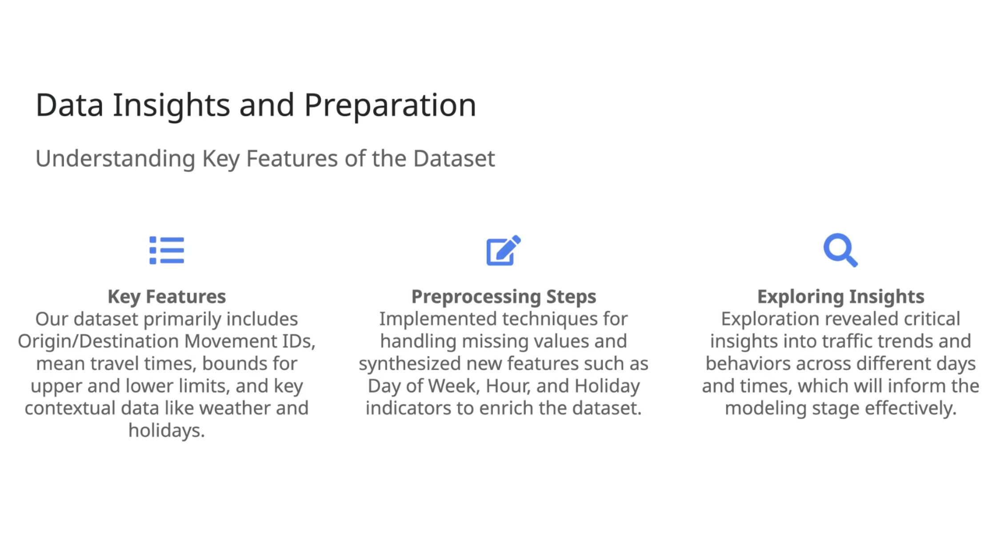 Data Insights and Preparation
Understanding Key Features of the Dataset
Key Features
Our dataset primarily includes
Origin/Destination Movement IDs,
mean travel times, bounds for
upper and lower limits, and key
contextual data like weather and
holidays.
Preprocessing Steps
Implemented techniques for
handling missing values and
synthesized new features such as
Day of Week, Hour, and Holiday
indicators to enrich the dataset.
Exploring Insights
Exploration revealed critical
insights into traffic trends and
behaviors across different days
and times, which will inform the
modeling stage effectively.